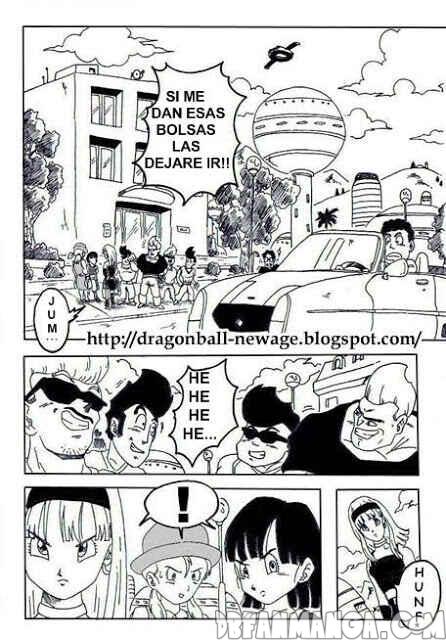 SI ME
DAN ESAS
BOLSAS
LAS
DEJARE IR!!
JUM...
http://dragonball-newage.blogspot.com/
HE
HE
HE
HE...
!
HUNF
DBFANMANGA.COM